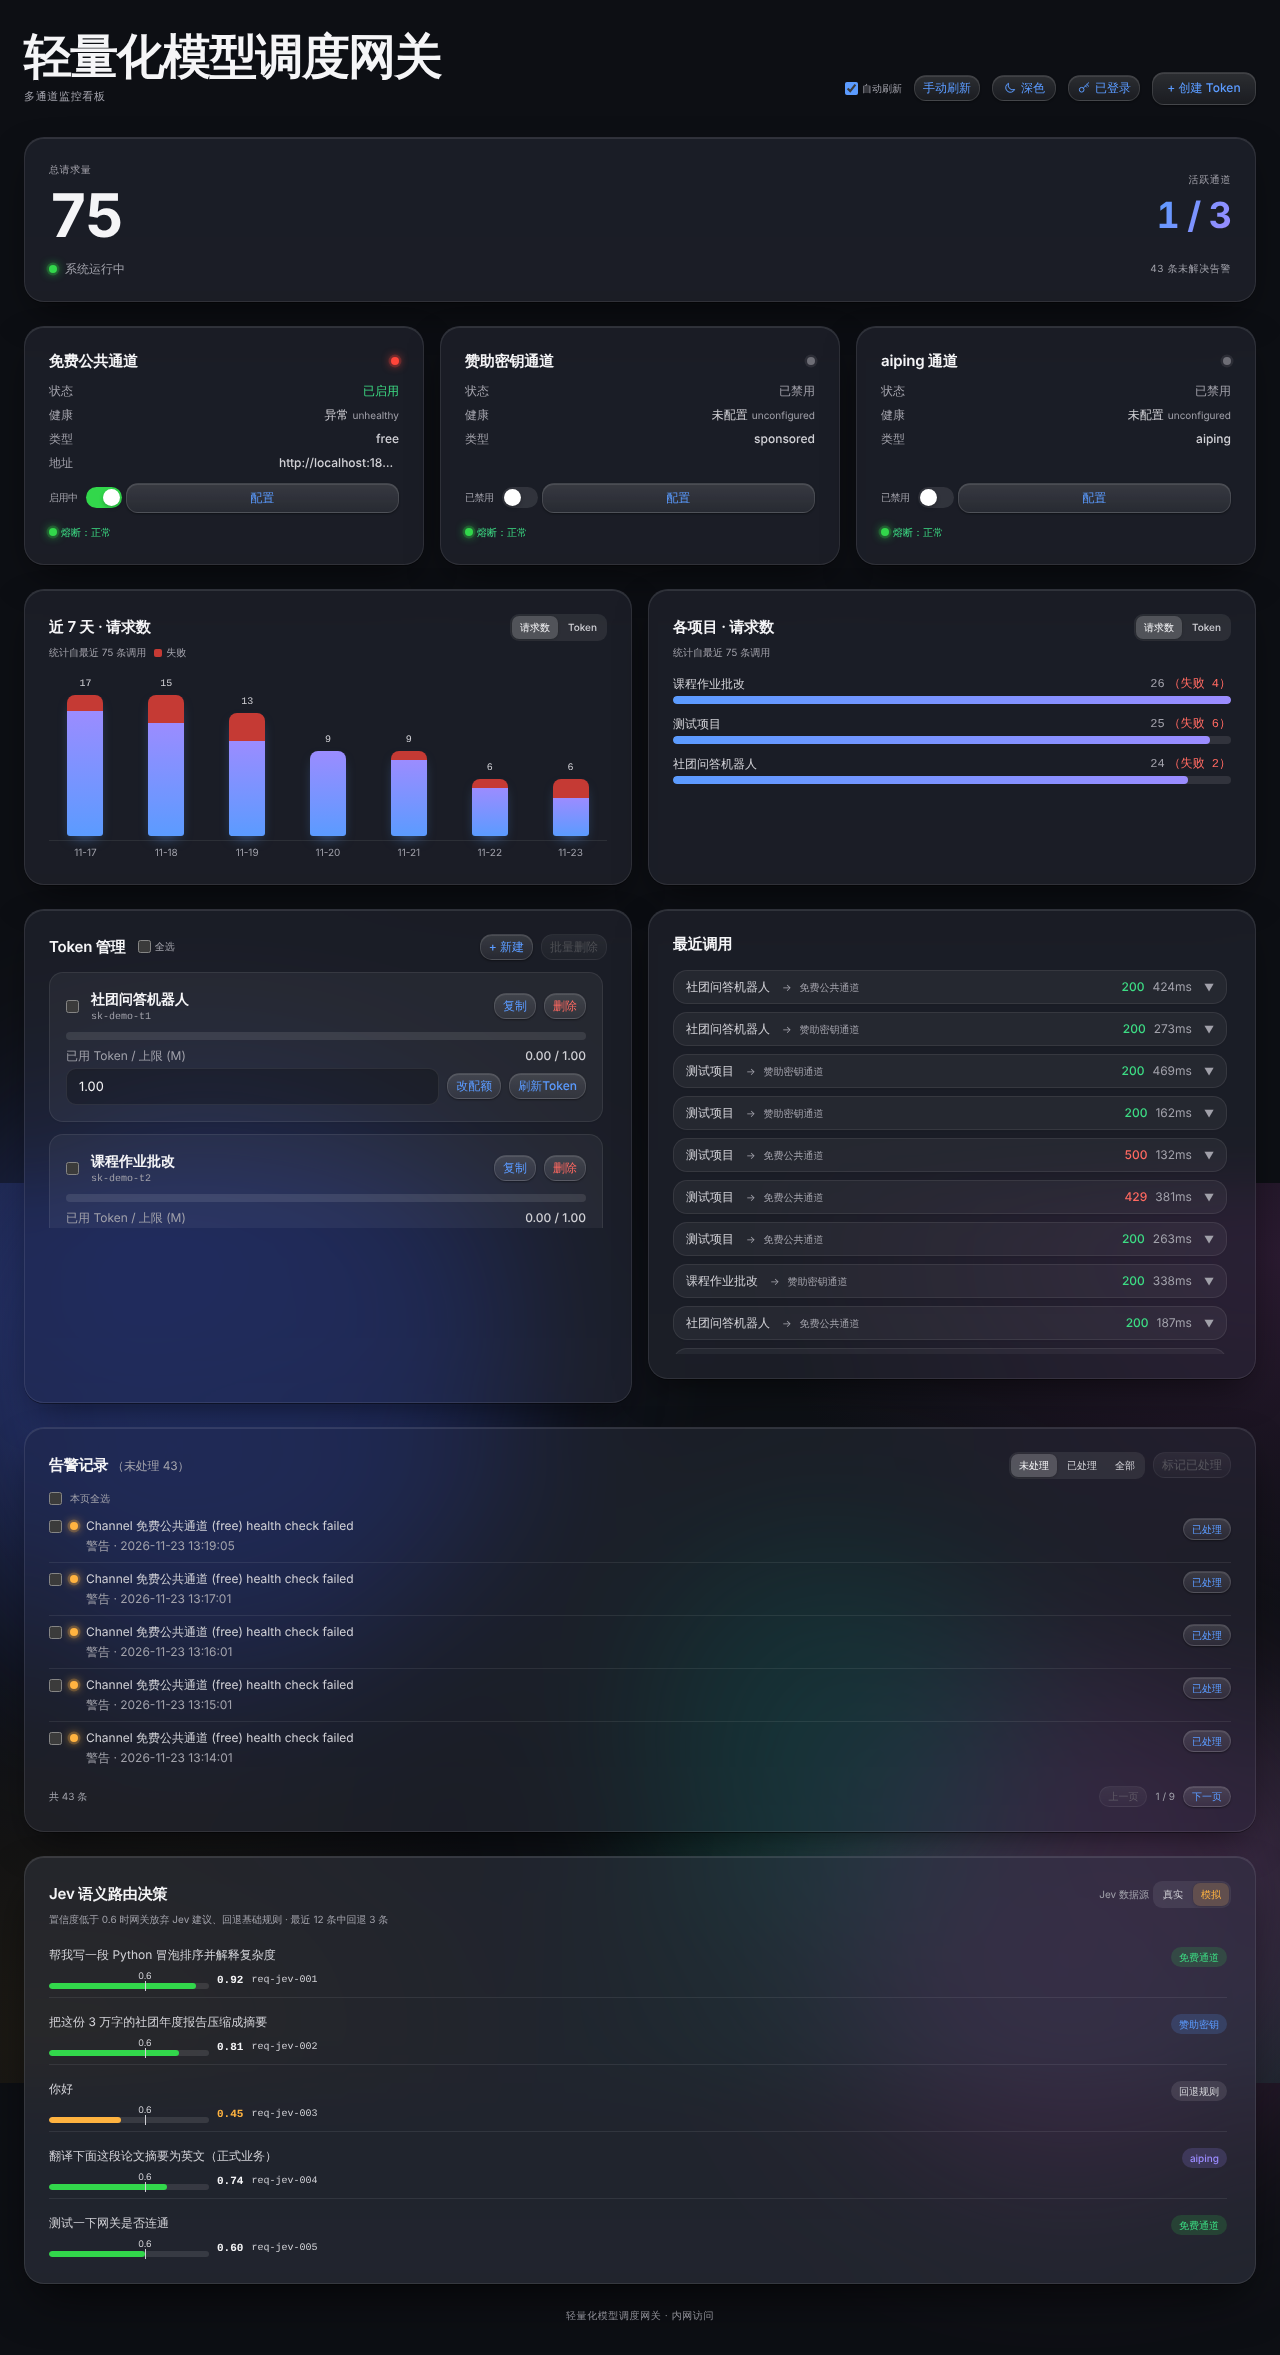 轻量化模型调度网关
多通道监控看板
自动刷新 手动刷新 深色 已登录 + 创建 Token
总请求量
75
系统运行中
活跃通道
1 / 3
43 条未解决告警
免费公共通道
状态 已启用
健康 异常 unhealthy
类型 free
地址 http://localhost:18...
启用中 配置
熔断：正常
赞助密钥通道
状态 已禁用
健康 未配置 unconfigured
类型 sponsored
已禁用 配置
熔断：正常
aiping 通道
状态 已禁用
健康 未配置 unconfigured
类型 aiping
已禁用 配置
熔断：正常
近 7 天 · 请求数 请求数 Token
统计自最近 75 条调用 失败
17 15 13 9 9 6 6
11-17 11-18 11-19 11-20 11-21 11-22 11-23
各项目 · 请求数 请求数 Token
统计自最近 75 条调用
课程作业批改 26 （失败 4）
测试项目 25 （失败 6）
社团问答机器人 24 （失败 2）
Token 管理 全选 + 新建 批量删除
社团问答机器人 复制 删除
sk-demo-t1
已用 Token / 上限 (M) 0.00 / 1.00
1.00 改配额 刷新Token
课程作业批改 复制 删除
sk-demo-t2
已用 Token / 上限 (M) 0.00 / 1.00
最近调用
社团问答机器人 → 免费公共通道 200 424ms ▼
社团问答机器人 → 赞助密钥通道 200 273ms ▼
测试项目 → 赞助密钥通道 200 469ms ▼
测试项目 → 赞助密钥通道 200 162ms ▼
测试项目 → 免费公共通道 500 132ms ▼
测试项目 → 免费公共通道 429 381ms ▼
测试项目 → 免费公共通道 200 263ms ▼
课程作业批改 → 赞助密钥通道 200 338ms ▼
社团问答机器人 → 免费公共通道 200 187ms ▼
告警记录 （未处理 43） 未处理 已处理 全部 标记已处理
本页全选
Channel 免费公共通道 (free) health check failed 已处理
警告 · 2026-11-23 13:19:05
Channel 免费公共通道 (free) health check failed 已处理
警告 · 2026-11-23 13:17:01
Channel 免费公共通道 (free) health check failed 已处理
警告 · 2026-11-23 13:16:01
Channel 免费公共通道 (free) health check failed 已处理
警告 · 2026-11-23 13:15:01
Channel 免费公共通道 (free) health check failed 已处理
警告 · 2026-11-23 13:14:01
共 43 条 上一页 1 / 9 下一页
Jev 语义路由决策 Jev 数据源 真实 模拟
置信度低于 0.6 时网关放弃 Jev 建议、回退基础规则 · 最近 12 条中回退 3 条
帮我写一段 Python 冒泡排序并解释复杂度 免费通道
0.6 0.92 req-jev-001
把这份 3 万字的社团年度报告压缩成摘要 赞助密钥
0.6 0.81 req-jev-002
你好 回退规则
0.6 0.45 req-jev-003
翻译下面这段论文摘要为英文（正式业务） aiping
0.6 0.74 req-jev-004
测试一下网关是否连通 免费通道
0.6 0.60 req-jev-005
轻量化模型调度网关 · 内网访问